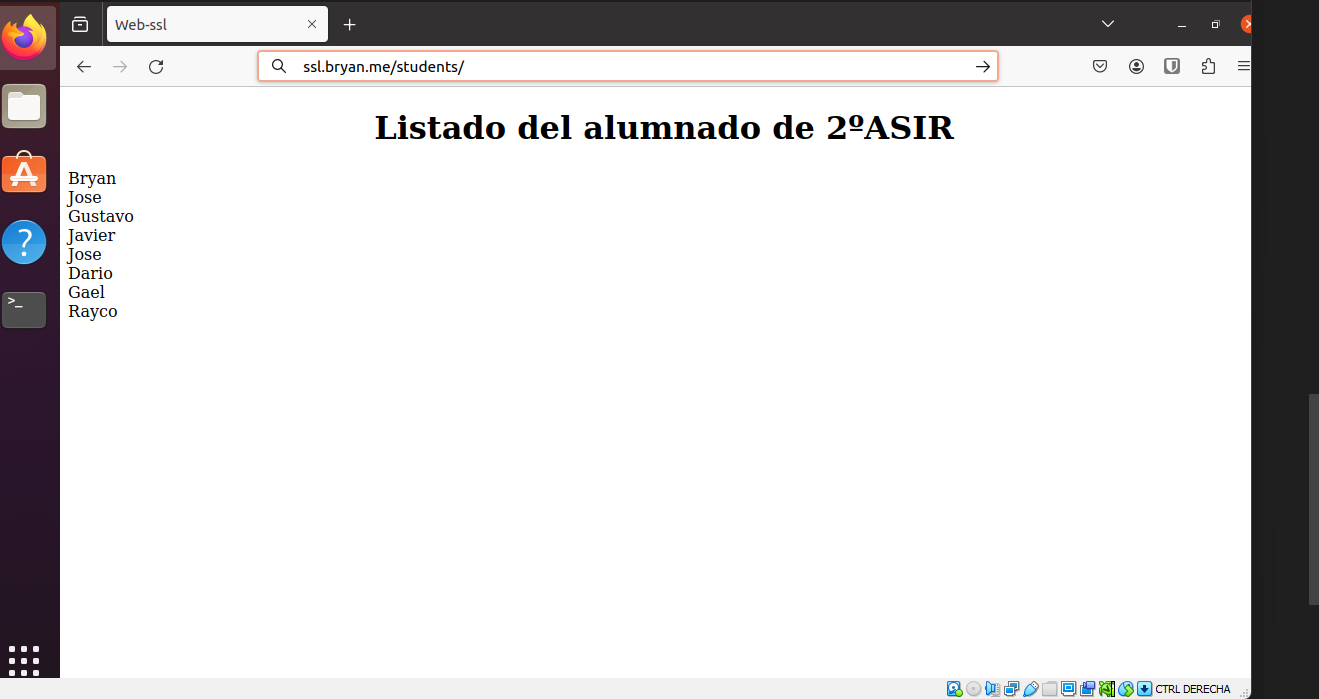 Web-ssl
ssl.bryan.me/students/
Listado del alumnado de 2ºASIR
Bryan
Jose
Gustavo
Javier
Jose
Dario
Gael
Rayco
CTRL DERECHA